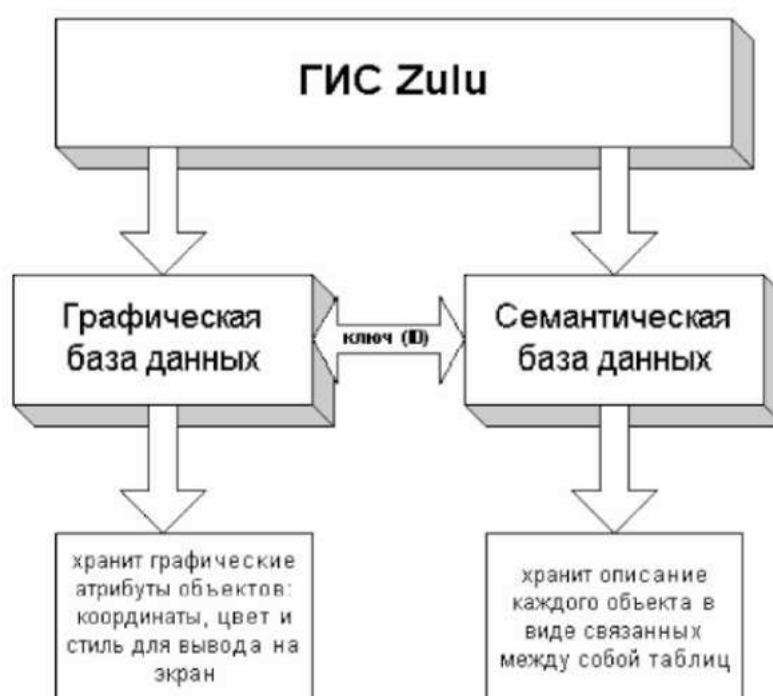 ГИС Zulu
Графическая
база данных
ключ (ID)
Семантическая
база данных
хранит графические
атрибуты объектов:
координаты, цвет и
стиль для вывода на
экран
хранит описание
каждого объекта в
виде связанных
между собой таблиц